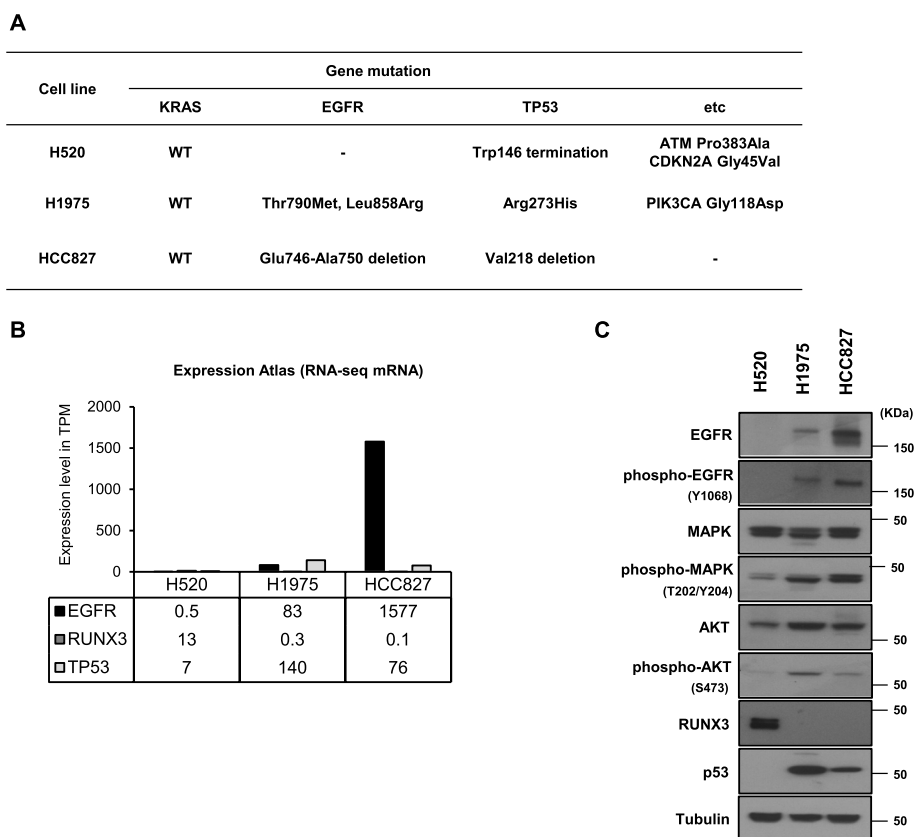 A
Cell line
Gene mutation
KRAS EGFR TP53 etc
H520 WT - Trp146 termination ATM Pro383Ala
CDKN2A Gly45Val
H1975 WT Thr790Met, Leu858Arg Arg273His PIK3CA Gly118Asp
HCC827 WT Glu746-Ala750 deletion Val218 deletion -
B
Expression Atlas (RNA-seq mRNA)
Expression level in TPM
2000
1500
1000
500
0
H520 H1975 HCC827
EGFR 0.5 83 1577
RUNX3 13 0.3 0.1
TP53 7 140 76
C
H520 H1975 HCC827
(KDa)
EGFR 150
phospho-EGFR
(Y1068) 150
MAPK 50
phospho-MAPK 50
(T202/Y204)
AKT 50
phospho-AKT
(S473) 50
RUNX3 50
p53 50
Tubulin 50